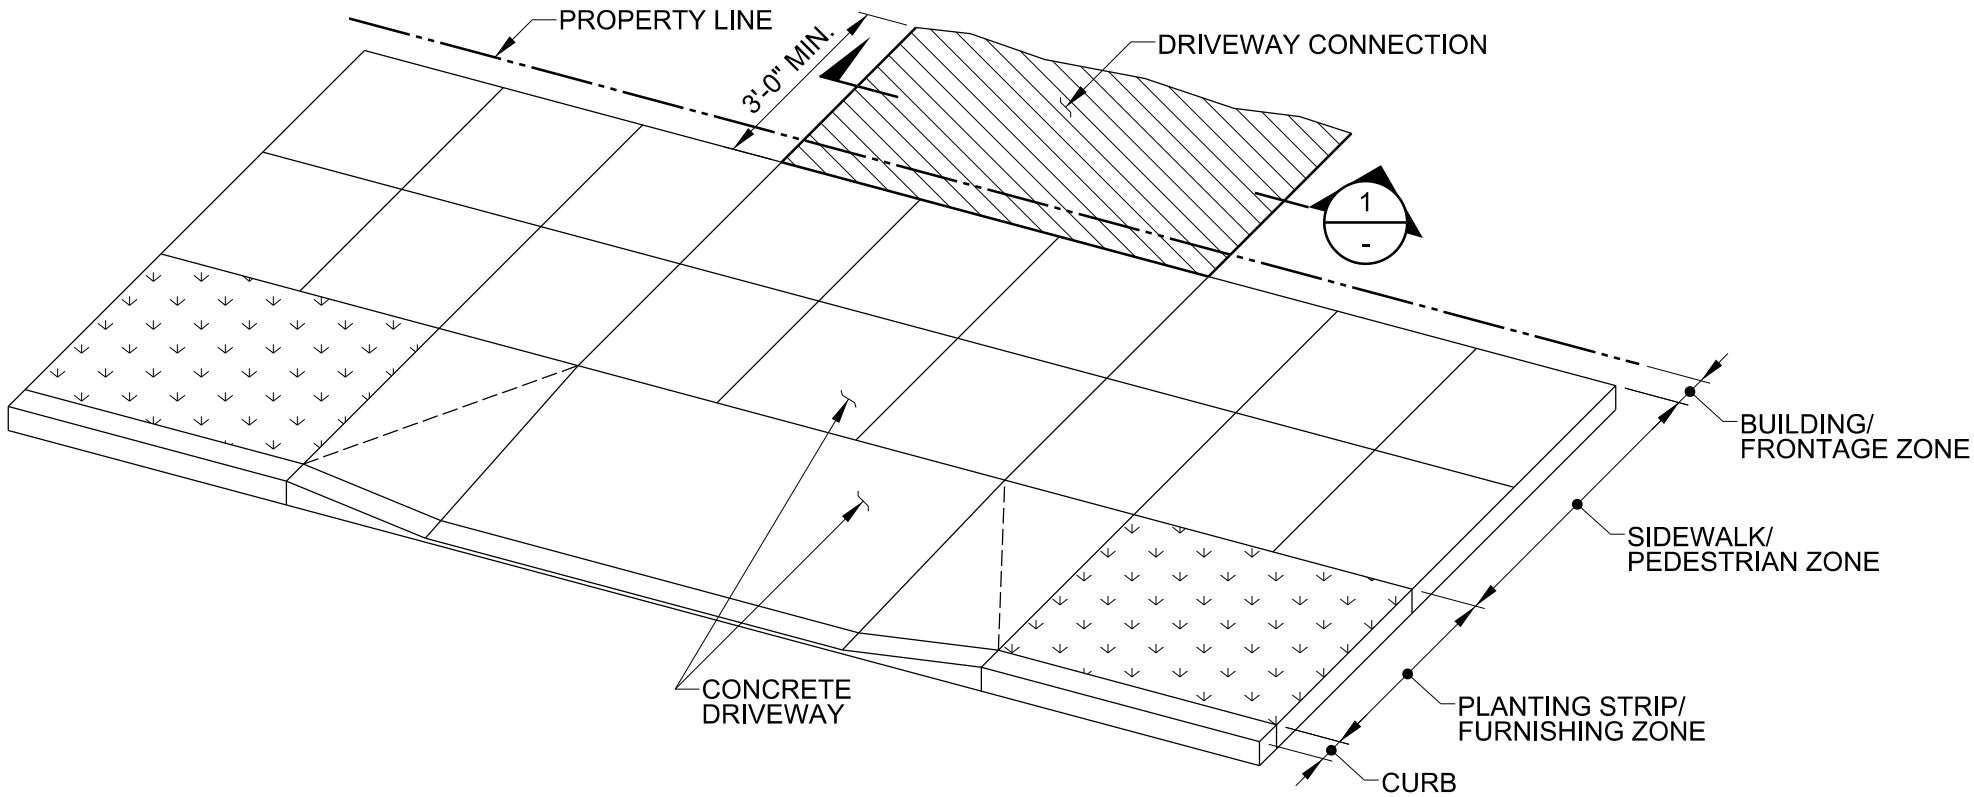 PROPERTY LINE
3'-0" MIN.
DRIVEWAY CONNECTION
1
-
BUILDING/
FRONTAGE ZONE
SIDEWALK/
PEDESTRIAN ZONE
CONCRETE
DRIVEWAY
PLANTING STRIP/
FURNISHING ZONE
CURB